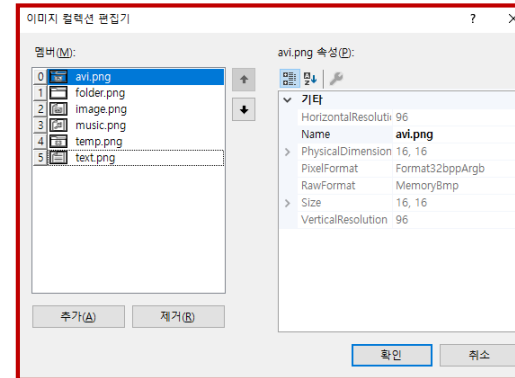 이미지 컬렉션 편집기
멤버(M):
0 avi.png
1 folder.png
2 image.png
3 music.png
4 temp.png
5 text.png
추가(A) 제거(R)
avi.png 속성(P):
기타
HorizontalResoluti 96
Name avi.png
PhysicalDimension 16, 16
PixelFormat Format32bppArgb
RawFormat MemoryBmp
Size 16, 16
VerticalResolution 96
확인 취소